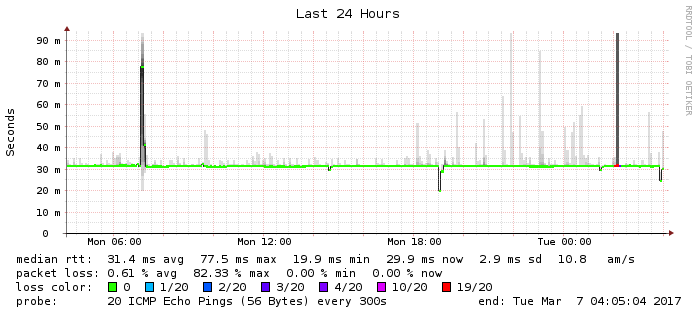 Last 24 Hours
RRDTOOL / TOBI OETIKER
Seconds
90 m
80 m
70 m
60 m
50 m
40 m
30 m
20 m
10 m
0
Mon 06:00 Mon 12:00 Mon 18:00 Tue 00:00
median rtt: 31.4 ms avg 77.5 ms max 19.9 ms min 29.9 ms now 2.9 ms sd 10.8 am/s
packet loss: 0.61 % avg 82.33 % max 0.00 % min 0.00 % now
loss color: 0 1/20 2/20 3/20 4/20 10/20 19/20
probe: 20 ICMP Echo Pings (56 Bytes) every 300s end: Tue Mar 7 04:05:04 2017